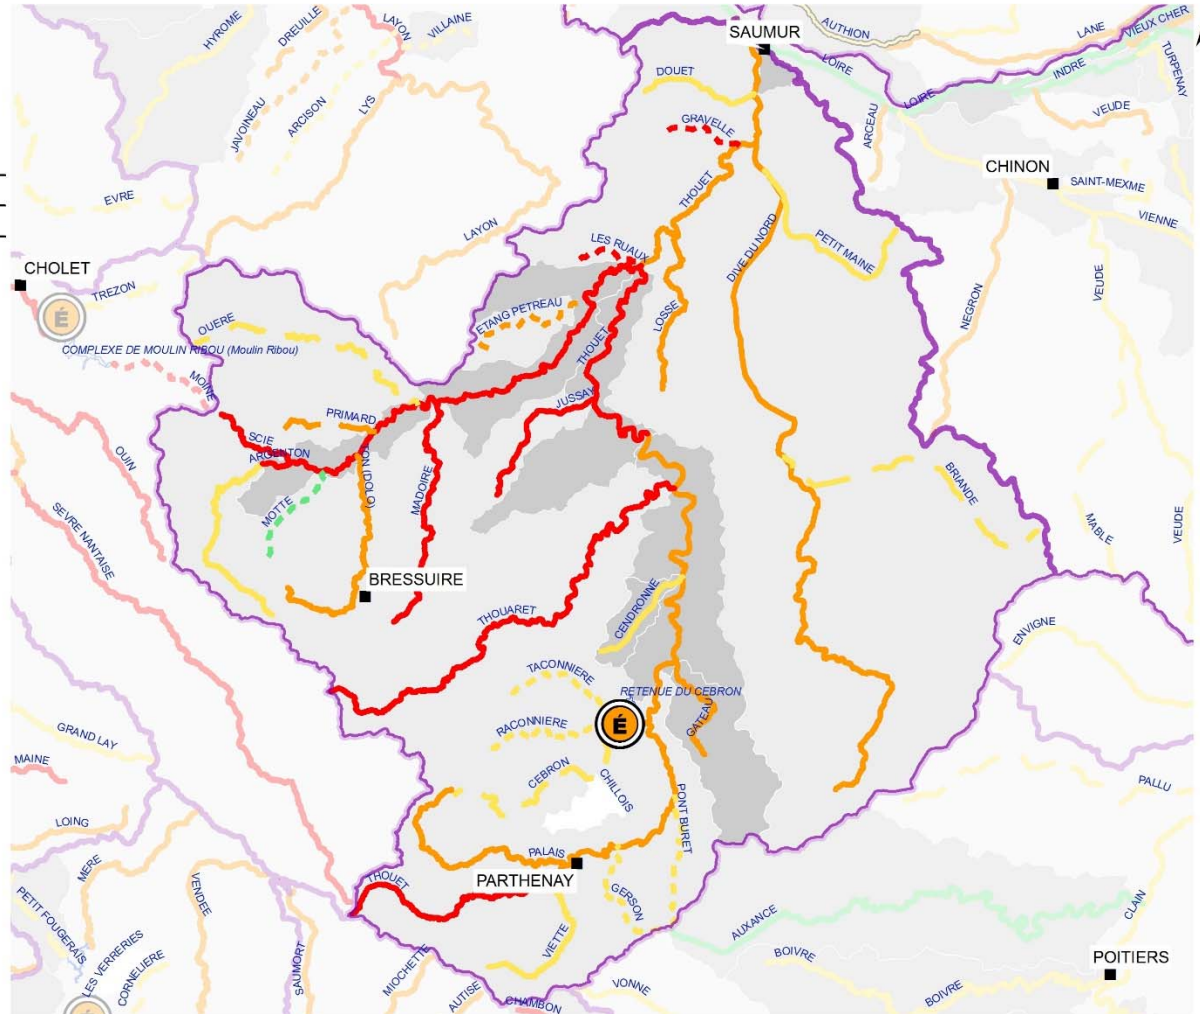 SAUMUR
AUTHION
LANE
VIEUX CHER
HYROME
DREUILLE
LAYON
VILLAINE
LOIRE
INDRE
TURPENAY
DOUET
JAVOINEAU
ARCISON
LYS
LOIRE
VEUDE
ARCEAU
GRAVELLE
CHINON
SAINT-MEXME
EVRE
THOUET
VIENNE
LAYON
LES RUAUX
DIVE DU NORD
PETIT MAINE
CHOLET
TREZON
É
VEUDE
NEGRON
OUERE
ETANG PETREAU
LOSSE
COMPLEXE DE MOULIN RIBOU (Moulin Ribou)
THOUET
MOINE
JUSSAY
PRIMARD
SCIE
ARGENTON
OUIN
TON (DOLO)
MADOIRE
BRIANDE
MOTTE
SEVRE NANTAISE
MABLE
VEUDE
BRESSUIRE
THOUARET
CENDRONNE
ENVIGNE
TACONNIERE
RETENUE DU CEBRON
É
RACONNIERE
GATEAU
GRAND LAY
MAINE
CEBRON
CHILLOIS
PONT BURET
PALLU
LOING
MERE
PALAIS
PARTHENAY
THOUET
VENDEE
GERSON
CLAIN
PETIT FOUGERAIS
LES VERRERIES
AUXANCE
VIETTE
SAUMORT
MIOCHETTE
BOIVRE
POITIERS
CORNELIERE
VONNE
AUTISE
CHAMBON
BOIVRE